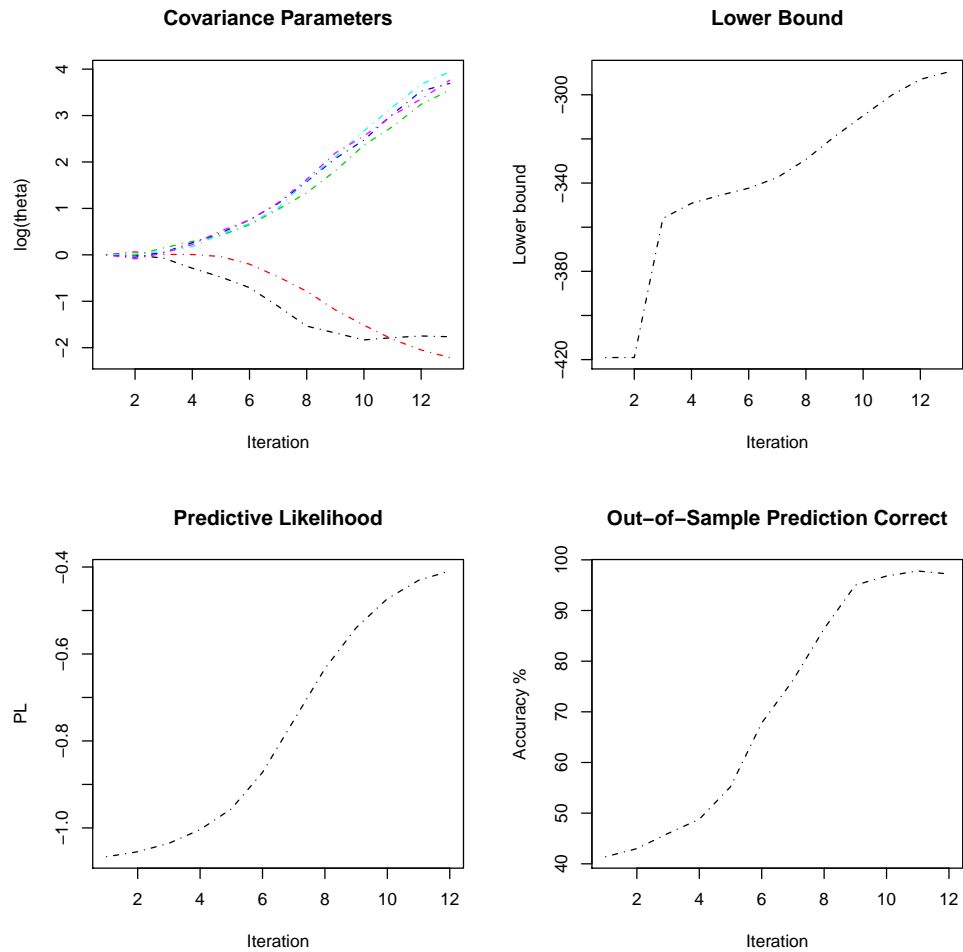 Covariance Parameters
log(theta)
4
3
2
1
0
−1
−2
2 4 6 8 10 12
Iteration
Lower Bound
Lower bound
−300
−340
−380
−420
2 4 6 8 10 12
Iteration
Predictive Likelihood
PL
−0.4
−0.6
−0.8
−1.0
2 4 6 8 10 12
Iteration
Out−of−Sample Prediction Correct
Accuracy %
100
90
80
70
60
50
40
2 4 6 8 10 12
Iteration